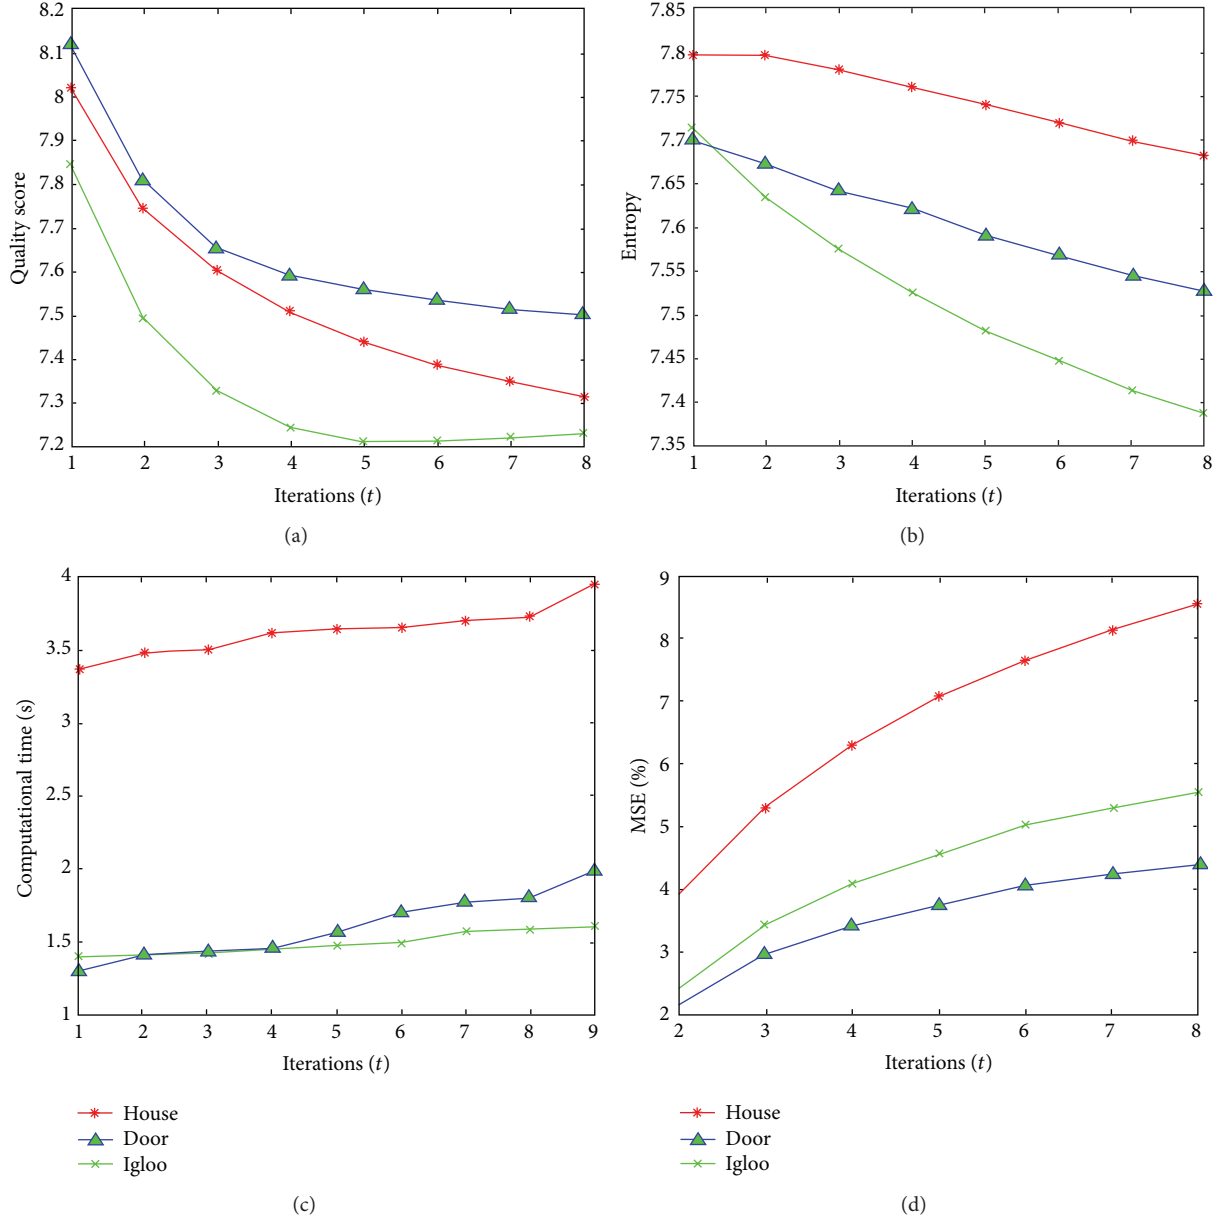 8.2
8.1
8
7.9
7.8
7.7
7.6
7.5
7.4
7.3
7.2
Quality score
1 2 3 4 5 6 7 8
Iterations (t)
(a)
7.85
7.8
7.75
7.7
7.65
7.6
7.55
7.5
7.45
7.4
7.35
Entropy
1 2 3 4 5 6 7 8
Iterations (t)
(b)
4
3.5
3
2.5
2
1.5
1
Computational time (s)
1 2 3 4 5 6 7 8 9
Iterations (t)
House
Door
Igloo
(c)
9
8
7
6
5
4
3
2
MSE (%)
2 3 4 5 6 7 8
Iterations (t)
House
Door
Igloo
(d)